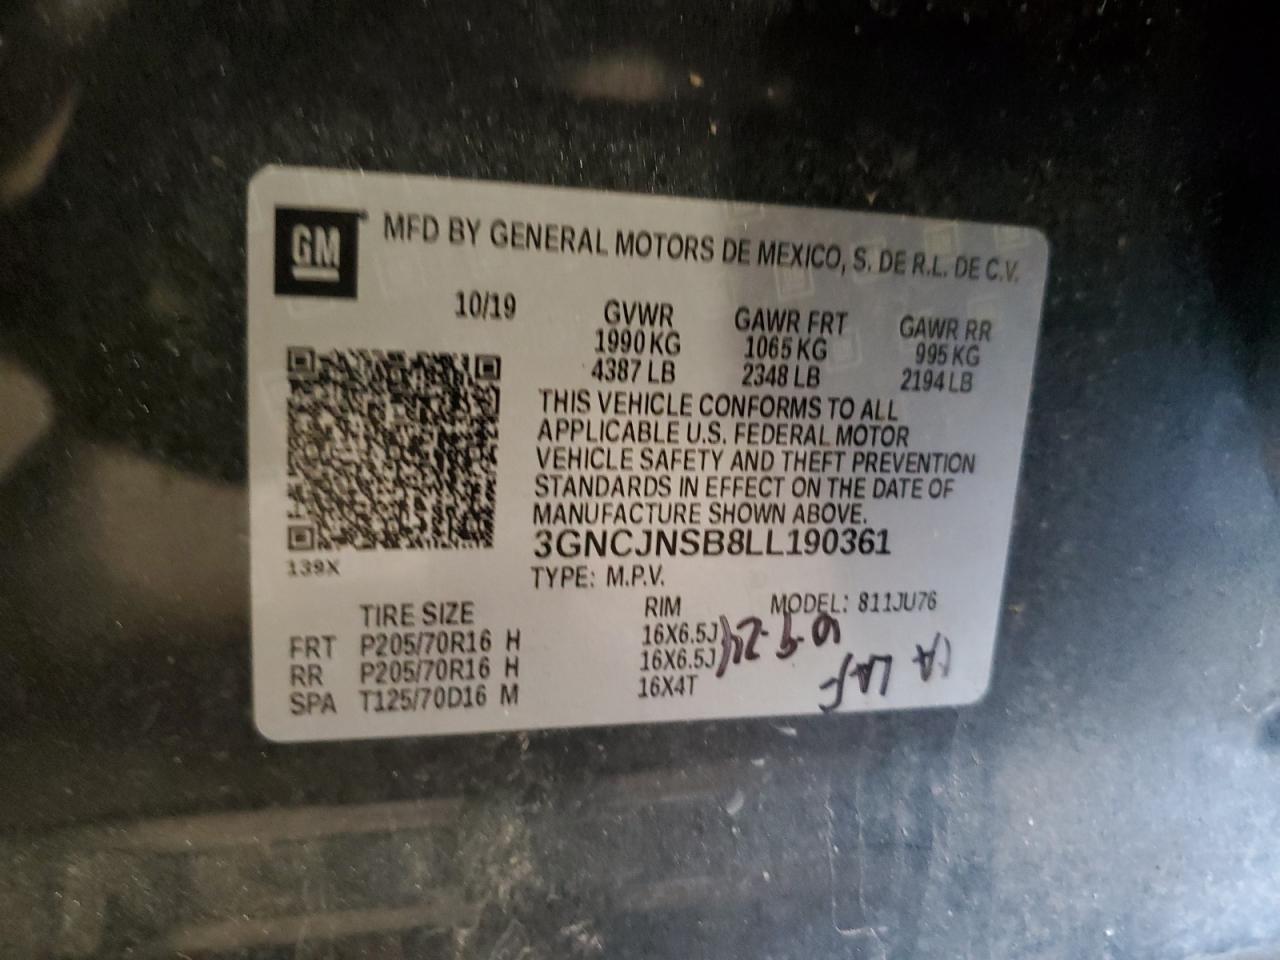 GM MFD BY GENERAL MOTORS DE MEXICO, S. DE R.L. DE C.V.
10/19 GVWR GAWR FRT GAWR RR
1990 KG 1065 KG 995 KG
4387 LB 2348 LB 2194 LB
THIS VEHICLE CONFORMS TO ALL
APPLICABLE U.S. FEDERAL MOTOR
VEHICLE SAFETY AND THEFT PREVENTION
STANDARDS IN EFFECT ON THE DATE OF
MANUFACTURE SHOWN ABOVE.
3GNCJNSB8LL190361
139X
TYPE: M.P.V.
TIRE SIZE RIM MODEL: 811JU76
FRT P205/70R16 H 16X6.5J
RR P205/70R16 H 16X6.5J
SPA T125/70D16 M 16X4T